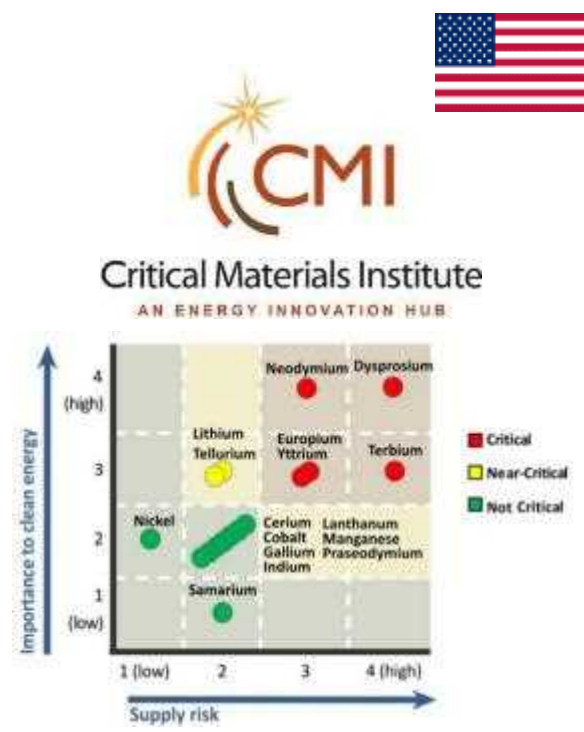 CMI
Critical Materials Institute
AN ENERGY INNOVATION HUB
Importance to clean energy
4
(high)
3
2
1
(low)
Neodymium Dysprosium
Lithium
Tellurium
Europium
Yttrium
Terbium
Nickel
Cerium Lanthanum
Cobalt Manganese
Gallium Praseodymium
Indium
Samarium
Critical
Near-Critical
Not Critical
1 (low) 2 3 4 (high)
Supply risk